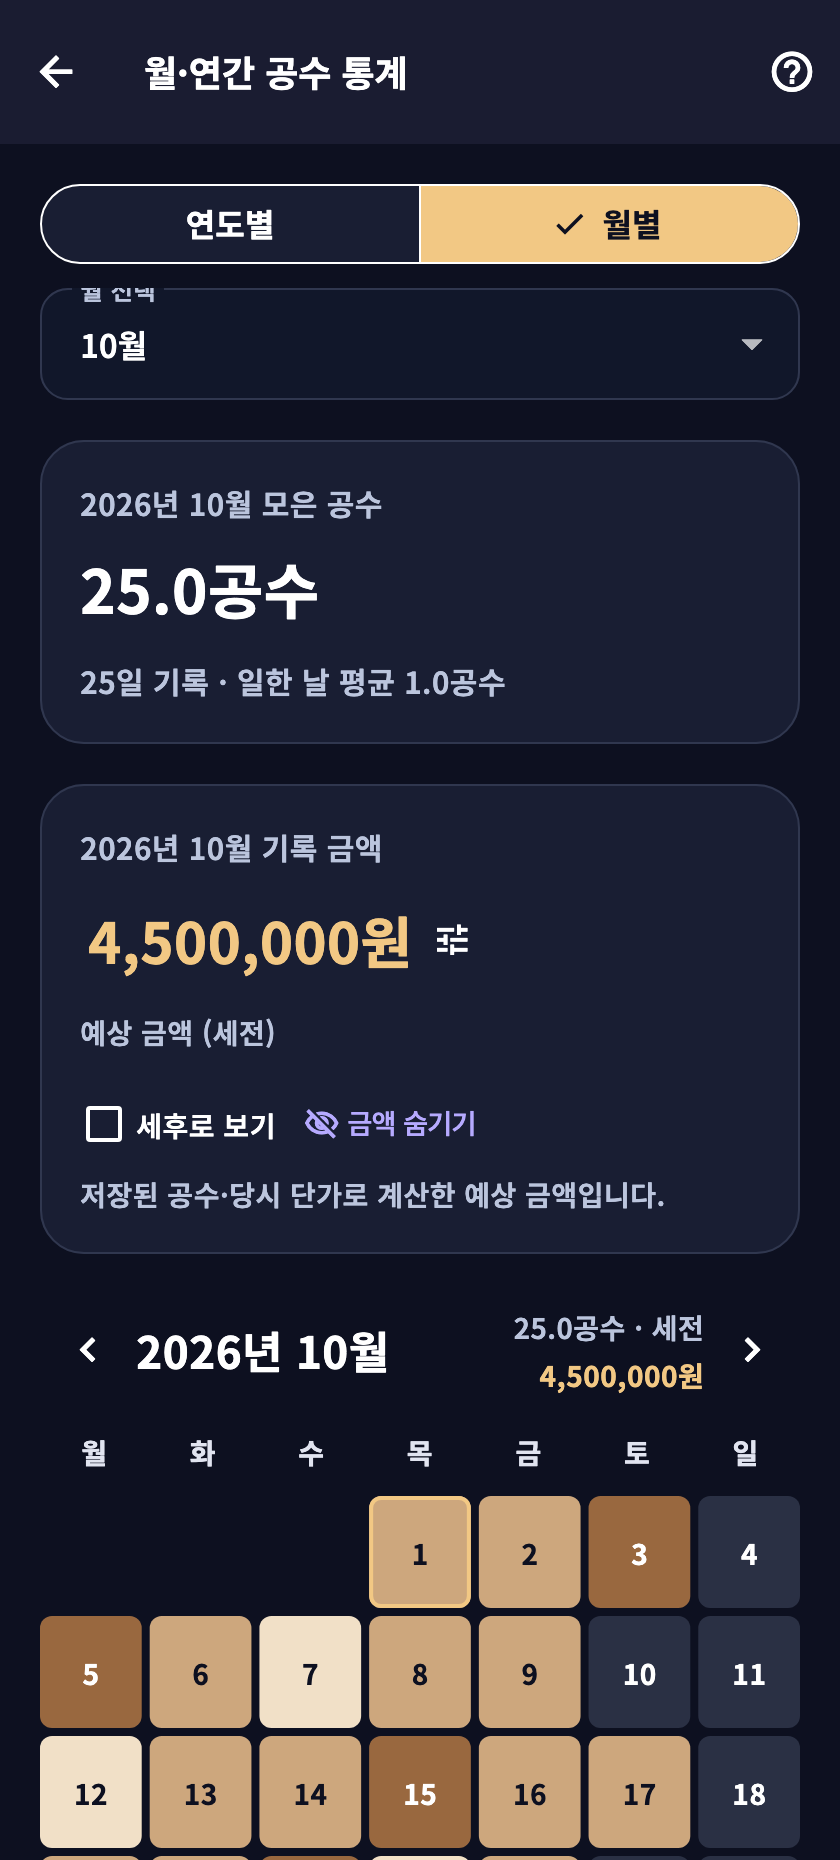 월·연간 공수 통계
연도별 월별
월 선택
10월
2026년 10월 모은 공수
25.0공수
25일 기록 · 일한 날 평균 1.0공수
2026년 10월 기록 금액
4,500,000원
예상 금액 (세전)
세후로 보기 금액 숨기기
저장된 공수·당시 단가로 계산한 예상 금액입니다.
2026년 10월
25.0공수 · 세전
4,500,000원
월 화 수 목 금 토 일
1 2 3 4
5 6 7 8 9 10 11
12 13 14 15 16 17 18